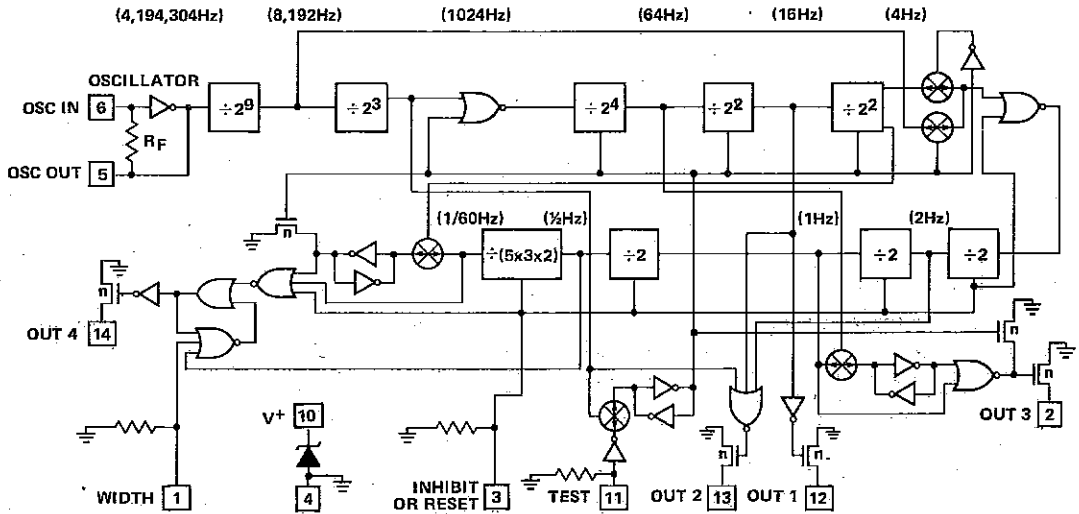 (4,194,304Hz) (8,192Hz) (1024Hz) (64Hz) (16Hz) (4Hz)
OSCILLATOR
OSC IN 6
÷2⁹ ÷2³ ÷2⁴ ÷2² ÷2² 
RF
OSC OUT 5
n
(1/60Hz) (½Hz) (1Hz) (2Hz)
÷(5x3x2) ÷2 ÷2 ÷2
n
OUT 4 14
n
n
V+ 10
OUT 3 2
n
n
WIDTH 1
4
INHIBIT
OR RESET 3
TEST 11
OUT 2 13
OUT 1 12